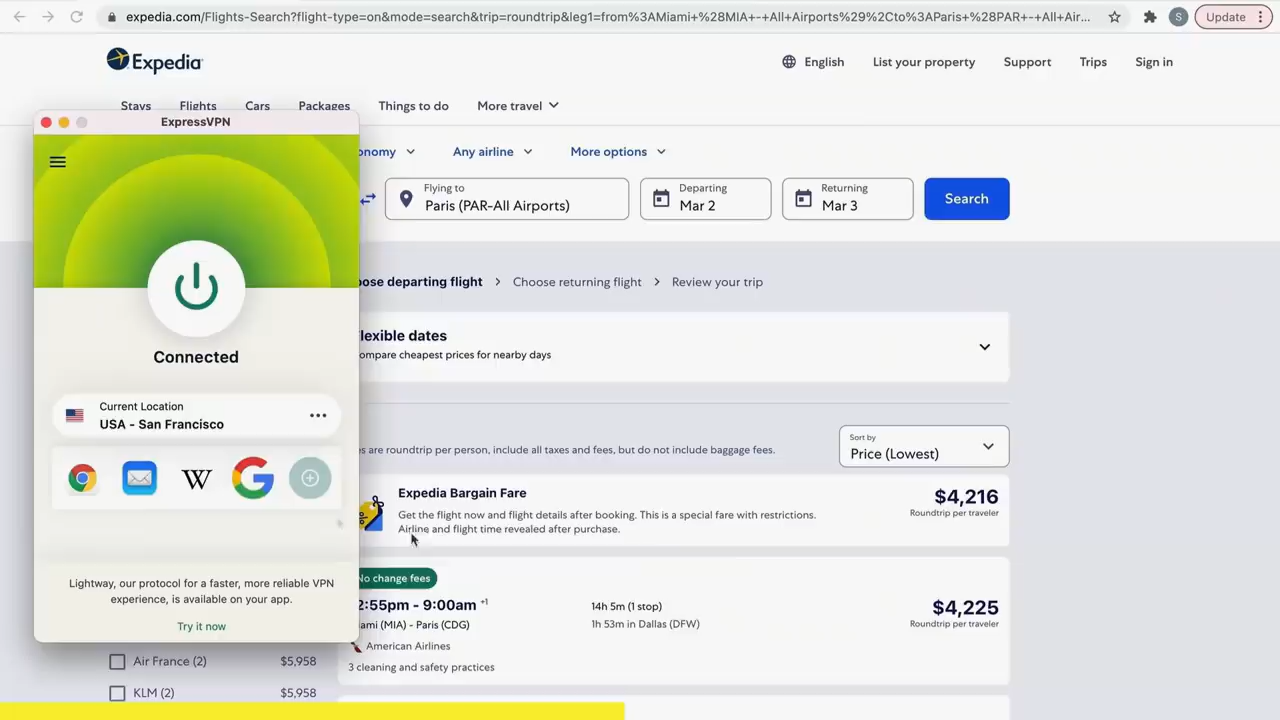 expedia.com/Flights-Search?flight-type=on&mode=search&trip=roundtrip&leg1=from%3AMiami+%28MIA+-+All+Airports%29%2Cto%3AParis+%28PAR+-+All+Air...
S
Update
Expedia
English
List your property
Support
Trips
Sign in
Stays
Flights
Cars
Packages
Things to do
More travel
ExpressVPN
onomy
Any airline
More options
Flying to
Paris (PAR-All Airports)
Departing
Mar 2
Returning
Mar 3
Search
oose departing flight
Choose returning flight
Review your trip
lexible dates
ompare cheapest prices for nearby days
Connected
Current Location
USA - San Francisco
W
G
es are roundtrip per person, include all taxes and fees, but do not include baggage fees.
Sort by
Price (Lowest)
Expedia Bargain Fare
Get the flight now and flight details after booking. This is a special fare with restrictions.
Airline and flight time revealed after purchase.
$4,216
Roundtrip per traveler
Lightway, our protocol for a faster, more reliable VPN
experience, is available on your app.
Try it now
No change fees
2:55pm - 9:00am +1
ami (MIA) - Paris (CDG)
American Airlines
3 cleaning and safety practices
14h 5m (1 stop)
1h 53m in Dallas (DFW)
$4,225
Roundtrip per traveler
Air France (2)
$5,958
KLM (2)
$5,958